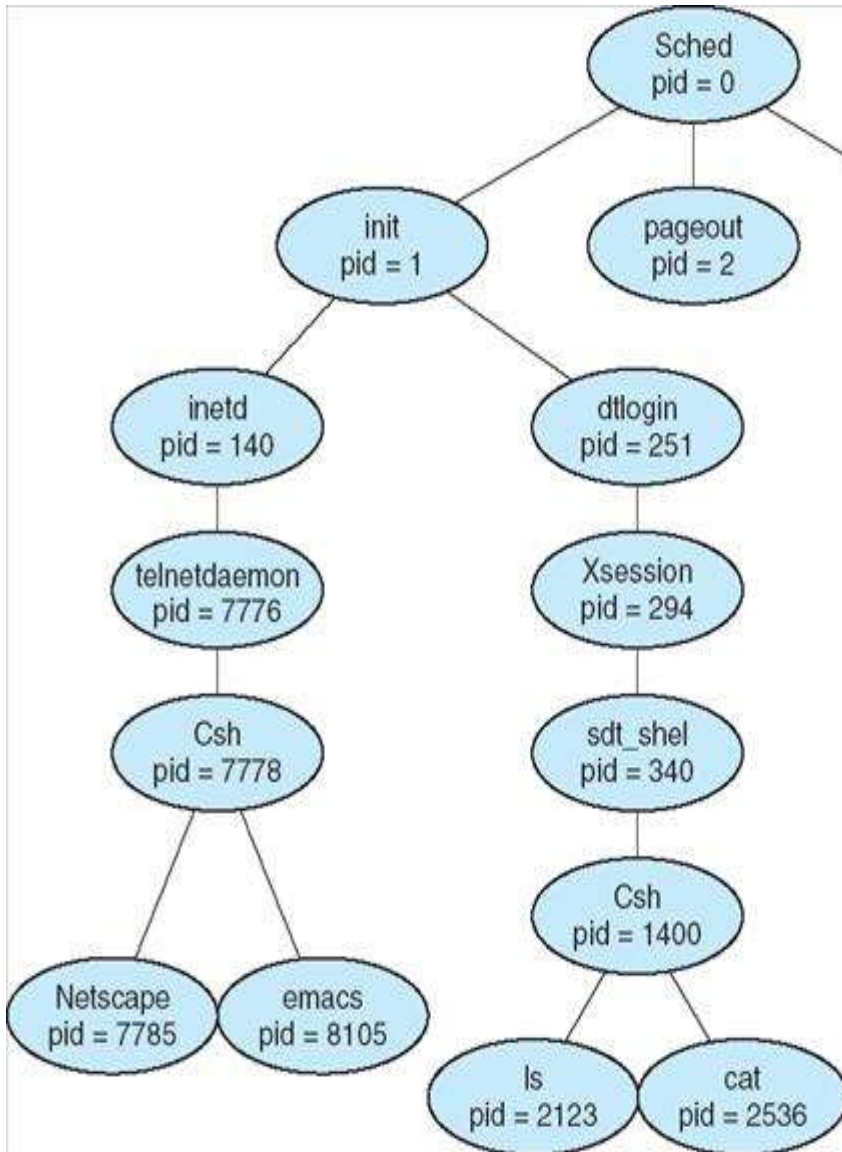 Sched
pid = 0
init
pid = 1
pageout
pid = 2
inetd
pid = 140
dtlogin
pid = 251
telnetdaemon
pid = 7776
Xsession
pid = 294
Csh
pid = 7778
sdt_shel
pid = 340
Csh
pid = 1400
Netscape
pid = 7785
emacs
pid = 8105
ls
pid = 2123
cat
pid = 2536